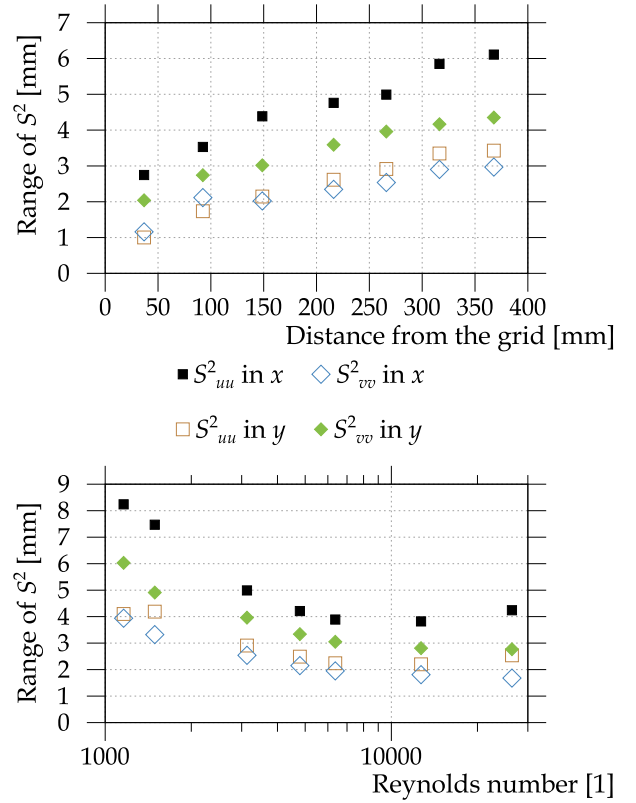 7
6
5
4
3
2
1
0
Range of S² [mm]
0 50 100 150 200 250 300 350 400
Distance from the grid [mm]
S²uu in x S²vv in x
S²uu in y S²vv in y
9
8
7
6
5
4
3
2
1
0
Range of S² [mm]
1000 10000
Reynolds number [1]